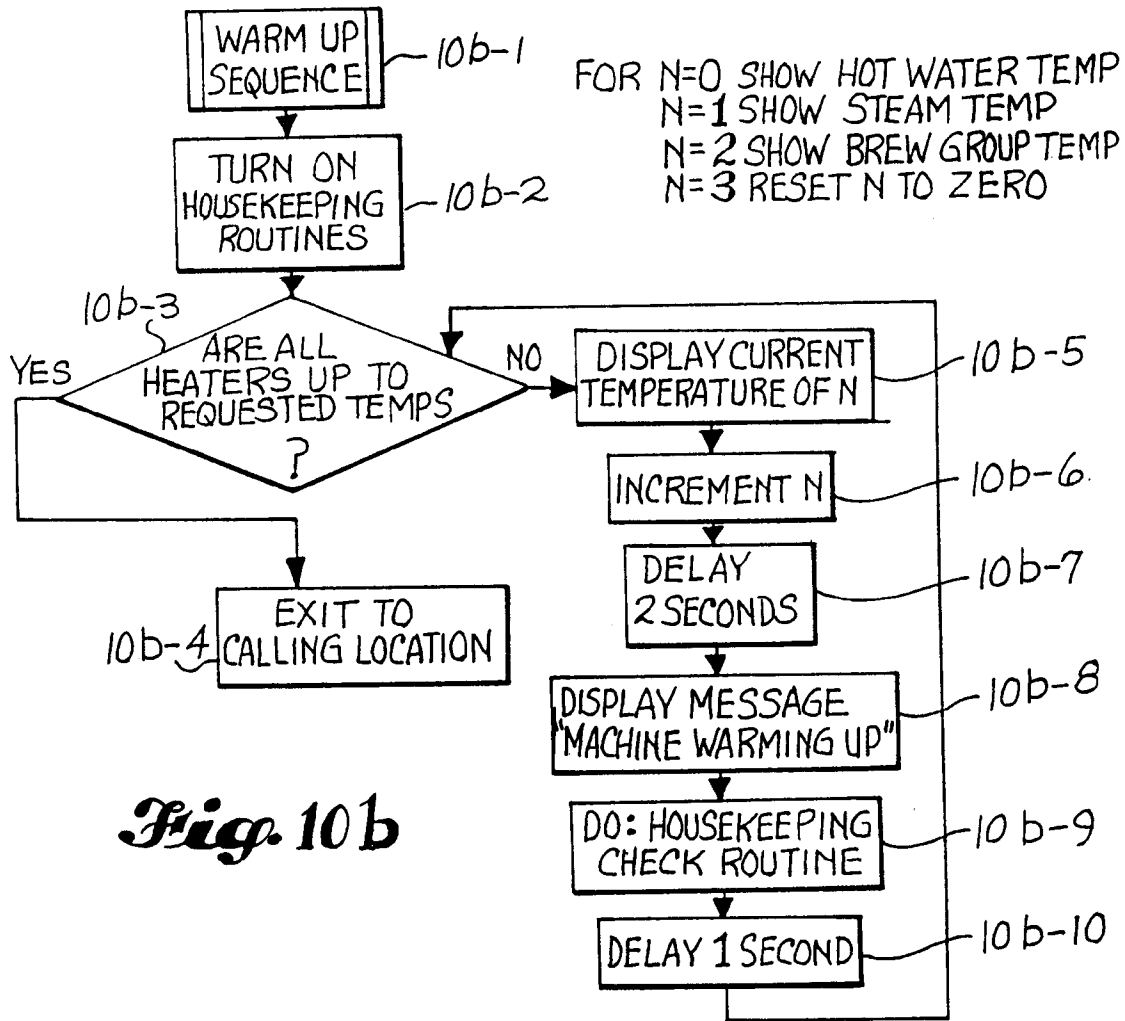 WARM UP
SEQUENCE
10b-1
FOR N=0 SHOW HOT WATER TEMP
N=1 SHOW STEAM TEMP
N=2 SHOW BREW GROUP TEMP
N=3 RESET N TO ZERO
TURN ON
HOUSEKEEPING
ROUTINES
10b-2
10b-3
YES
ARE ALL
HEATERS UP TO
REQUESTED TEMPS
?
NO
DISPLAY CURRENT
TEMPERATURE OF N
10b-5
INCREMENT N
10b-6
DELAY
2 SECONDS
10b-7
EXIT TO
CALLING LOCATION
10b-4
DISPLAY MESSAGE
"MACHINE WARMING UP"
10b-8
DO: HOUSEKEEPING
CHECK ROUTINE
10b-9
DELAY 1 SECOND
10b-10
Fig. 10b